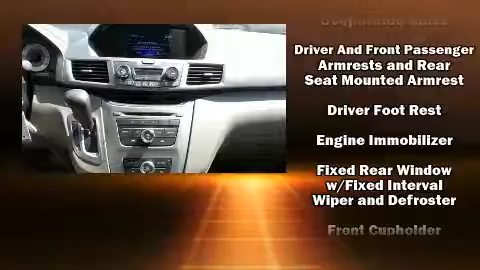 Driver And Front Passenger
Armrests and Rear
Seat Mounted Armrest
Driver Foot Rest
Engine Immobilizer
Fixed Rear Window
w/Fixed Interval
Wiper and Defroster
Front Cupholder